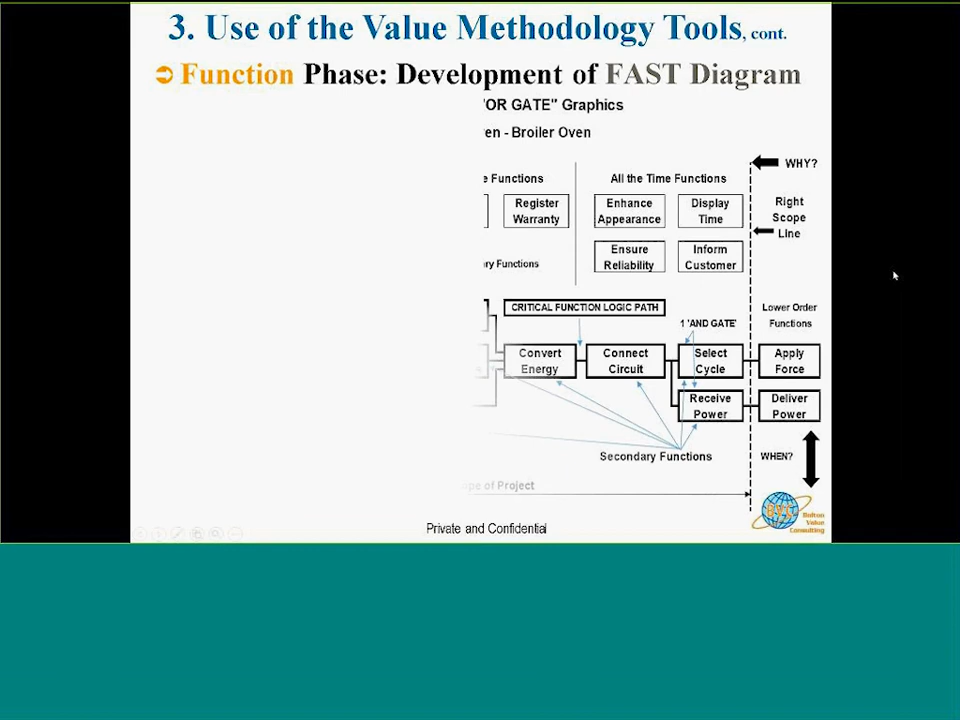 3. Use of the Value Methodology Tools, cont.
Function Phase: Development of FAST Diagram
"OR GATE" Graphics
en - Broiler Oven
WHY?
e Functions
All the Time Functions
Register
Warranty
Enhance
Appearance
Display
Time
Right
Scope
Line
Ensure
Reliability
Inform
Customer
ry Functions
CRITICAL FUNCTION LOGIC PATH
1 'AND GATE'
Lower Order
Functions
Convert
Energy
Connect
Circuit
Select
Cycle
Apply
Force
Receive
Power
Deliver
Power
Secondary Functions
WHEN?
pe of Project
BVC
Bolton
Value
Consulting
Private and Confidential